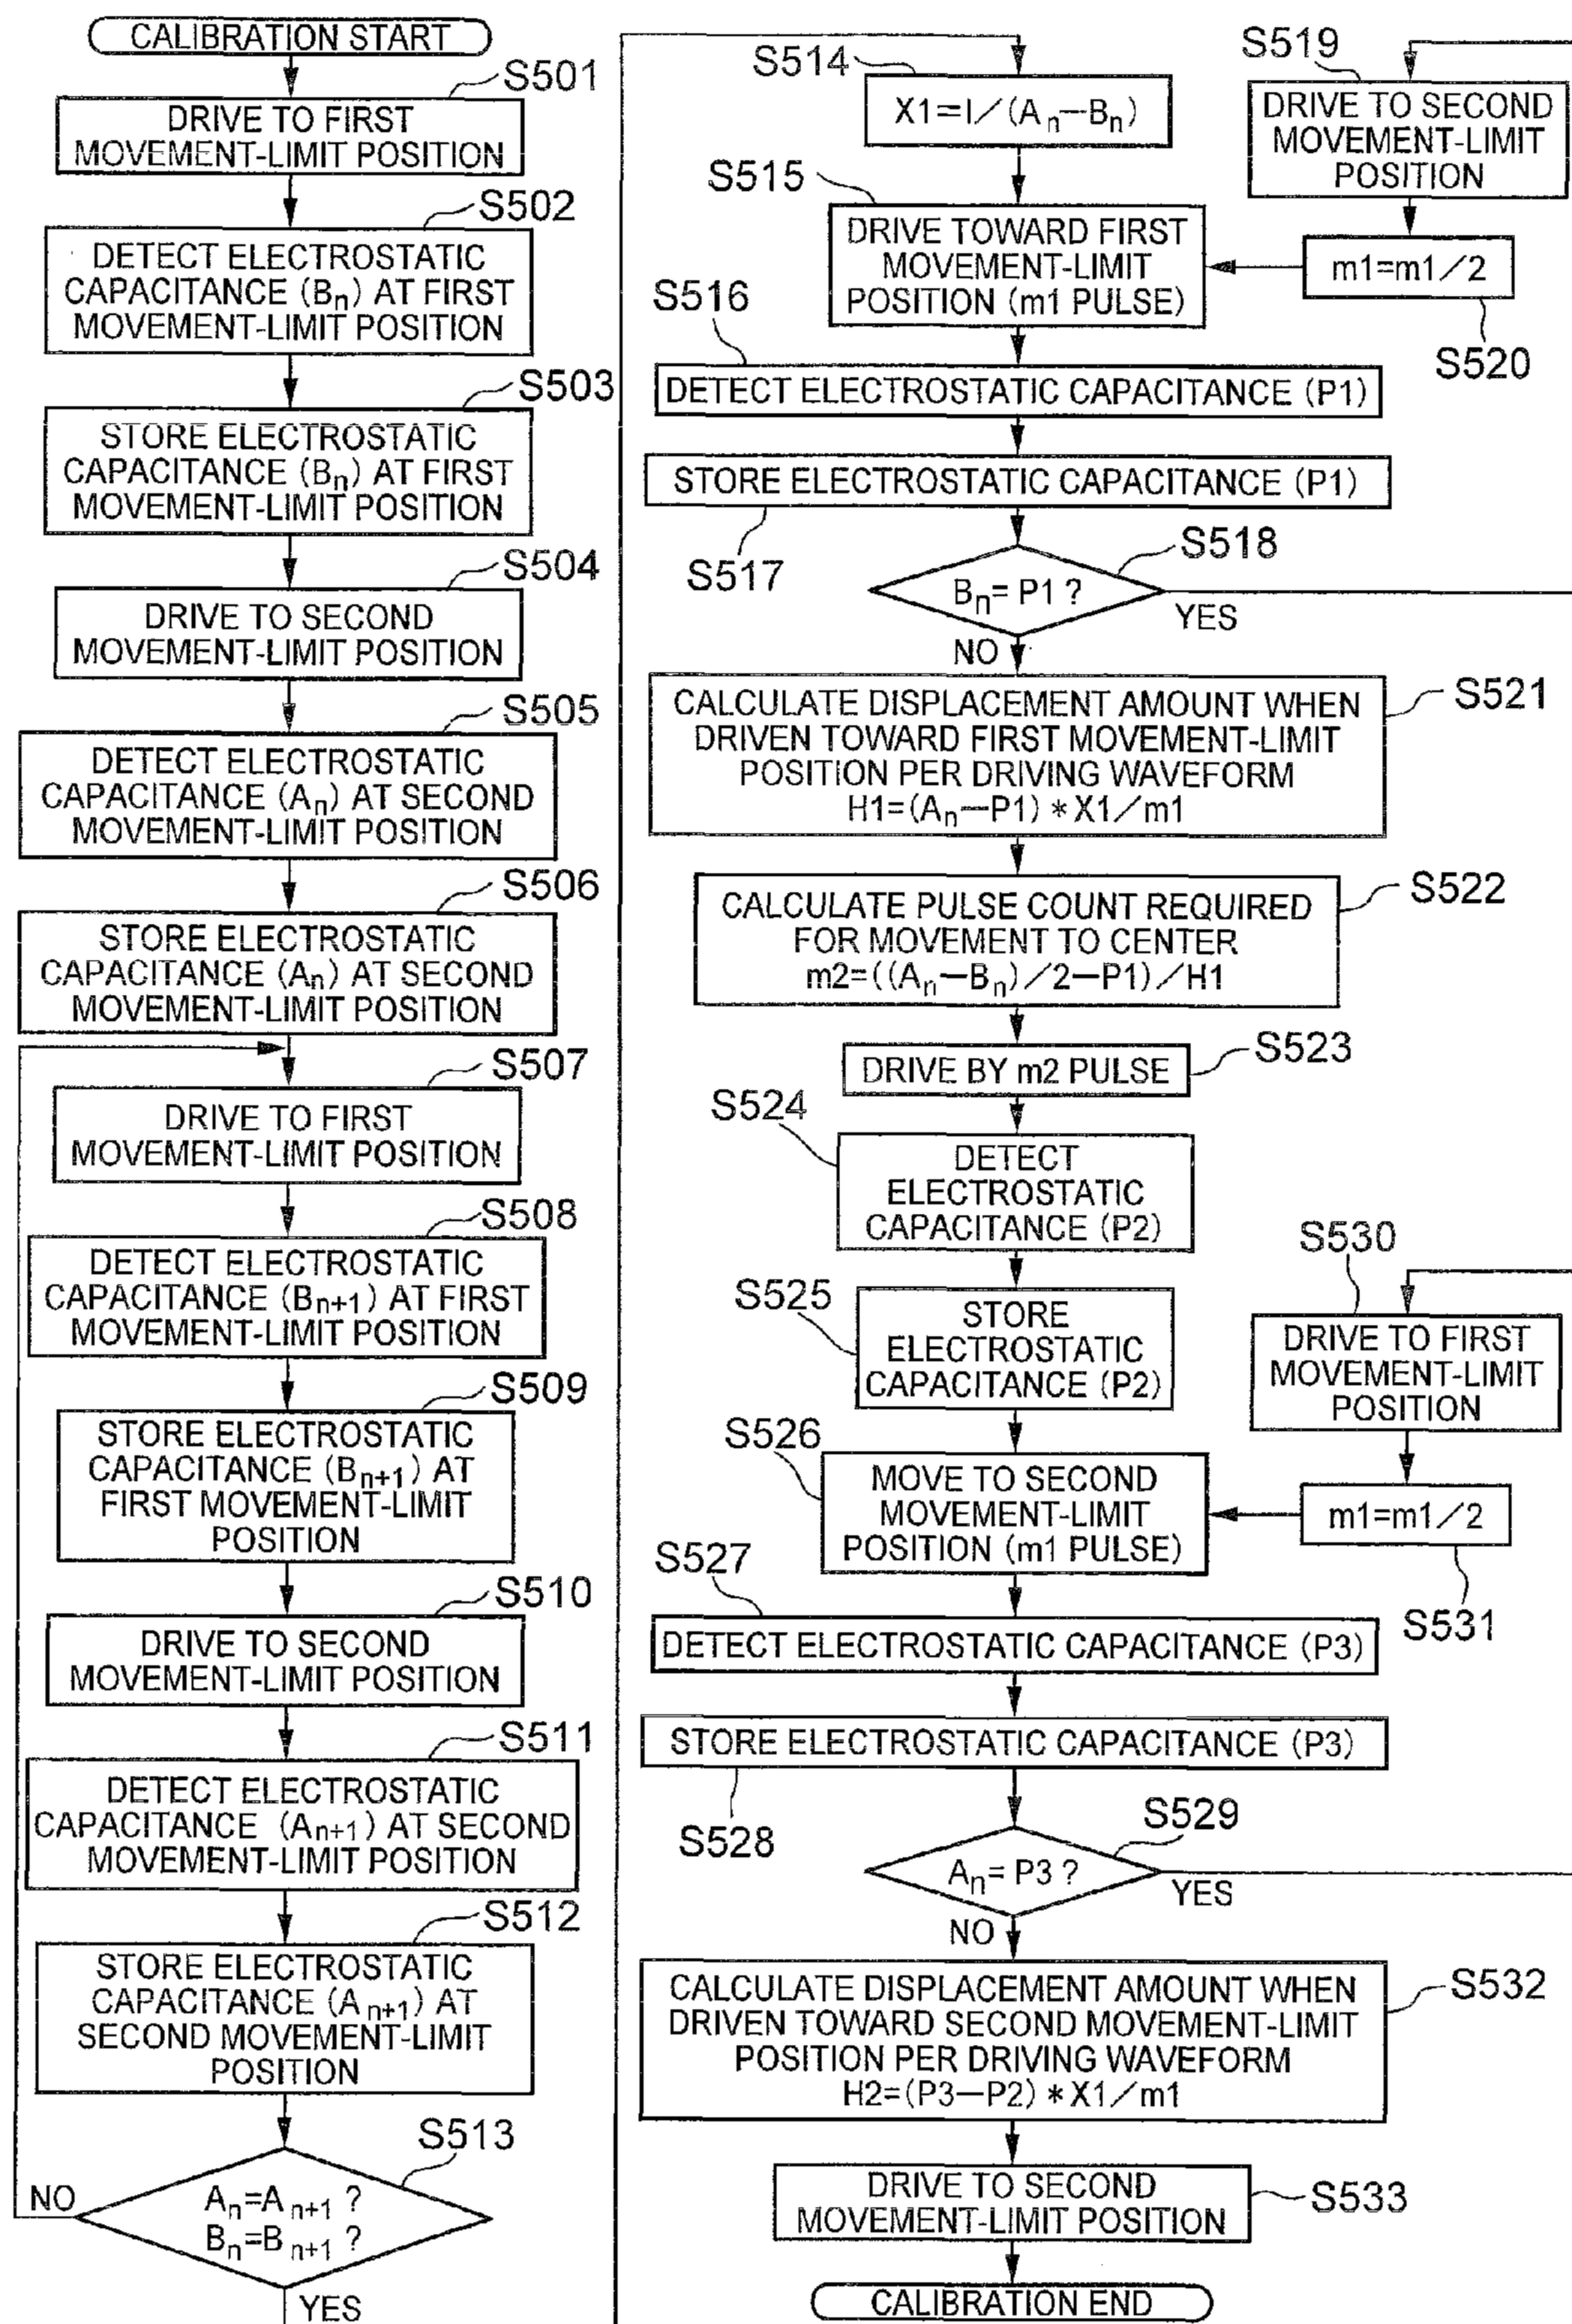 CALIBRATION START
S501
DRIVE TO FIRST
MOVEMENT-LIMIT POSITION
S502
DETECT ELECTROSTATIC
CAPACITANCE (Bn) AT FIRST
MOVEMENT-LIMIT POSITION
S503
STORE ELECTROSTATIC
CAPACITANCE (Bn) AT FIRST
MOVEMENT-LIMIT POSITION
S504
DRIVE TO SECOND
MOVEMENT-LIMIT POSITION
S505
DETECT ELECTROSTATIC
CAPACITANCE (An) AT SECOND
MOVEMENT-LIMIT POSITION
S506
STORE ELECTROSTATIC
CAPACITANCE (An) AT SECOND
MOVEMENT-LIMIT POSITION
S507
DRIVE TO FIRST
MOVEMENT-LIMIT POSITION
S508
DETECT ELECTROSTATIC
CAPACITANCE (Bn+1) AT FIRST
MOVEMENT-LIMIT POSITION
S509
STORE ELECTROSTATIC
CAPACITANCE (Bn+1) AT
FIRST MOVEMENT-LIMIT
POSITION
S510
DRIVE TO SECOND
MOVEMENT-LIMIT POSITION
S511
DETECT ELECTROSTATIC
CAPACITANCE (An+1) AT SECOND
MOVEMENT-LIMIT POSITION
S512
STORE ELECTROSTATIC
CAPACITANCE (An+1) AT
SECOND MOVEMENT-LIMIT
POSITION
S513
An=An+1 ?
Bn=Bn+1 ?
NO
YES
S514
X1=I/(An−Bn)
S515
DRIVE TOWARD FIRST
MOVEMENT-LIMIT
POSITION (m1 PULSE)
S516
DETECT ELECTROSTATIC CAPACITANCE (P1)
STORE ELECTROSTATIC CAPACITANCE (P1)
S517
S518
Bn= P1 ?
YES
NO
S519
DRIVE TO SECOND
MOVEMENT-LIMIT
POSITION
m1=m1/2
S520
S521
CALCULATE DISPLACEMENT AMOUNT WHEN
DRIVEN TOWARD FIRST MOVEMENT-LIMIT
POSITION PER DRIVING WAVEFORM
H1=(An−P1)*X1/m1
S522
CALCULATE PULSE COUNT REQUIRED
FOR MOVEMENT TO CENTER
m2=((An−Bn)/2−P1)/H1
S523
DRIVE BY m2 PULSE
S524
DETECT
ELECTROSTATIC
CAPACITANCE (P2)
S525
STORE
ELECTROSTATIC
CAPACITANCE (P2)
S526
MOVE TO SECOND
MOVEMENT-LIMIT
POSITION (m1 PULSE)
S527
DETECT ELECTROSTATIC CAPACITANCE (P3)
STORE ELECTROSTATIC CAPACITANCE (P3)
S528
S529
An= P3 ?
YES
NO
S530
DRIVE TO FIRST
MOVEMENT-LIMIT
POSITION
m1=m1/2
S531
S532
CALCULATE DISPLACEMENT AMOUNT WHEN
DRIVEN TOWARD SECOND MOVEMENT-LIMIT
POSITION PER DRIVING WAVEFORM
H2=(P3−P2)*X1/m1
DRIVE TO SECOND
MOVEMENT-LIMIT POSITION
S533
CALIBRATION END